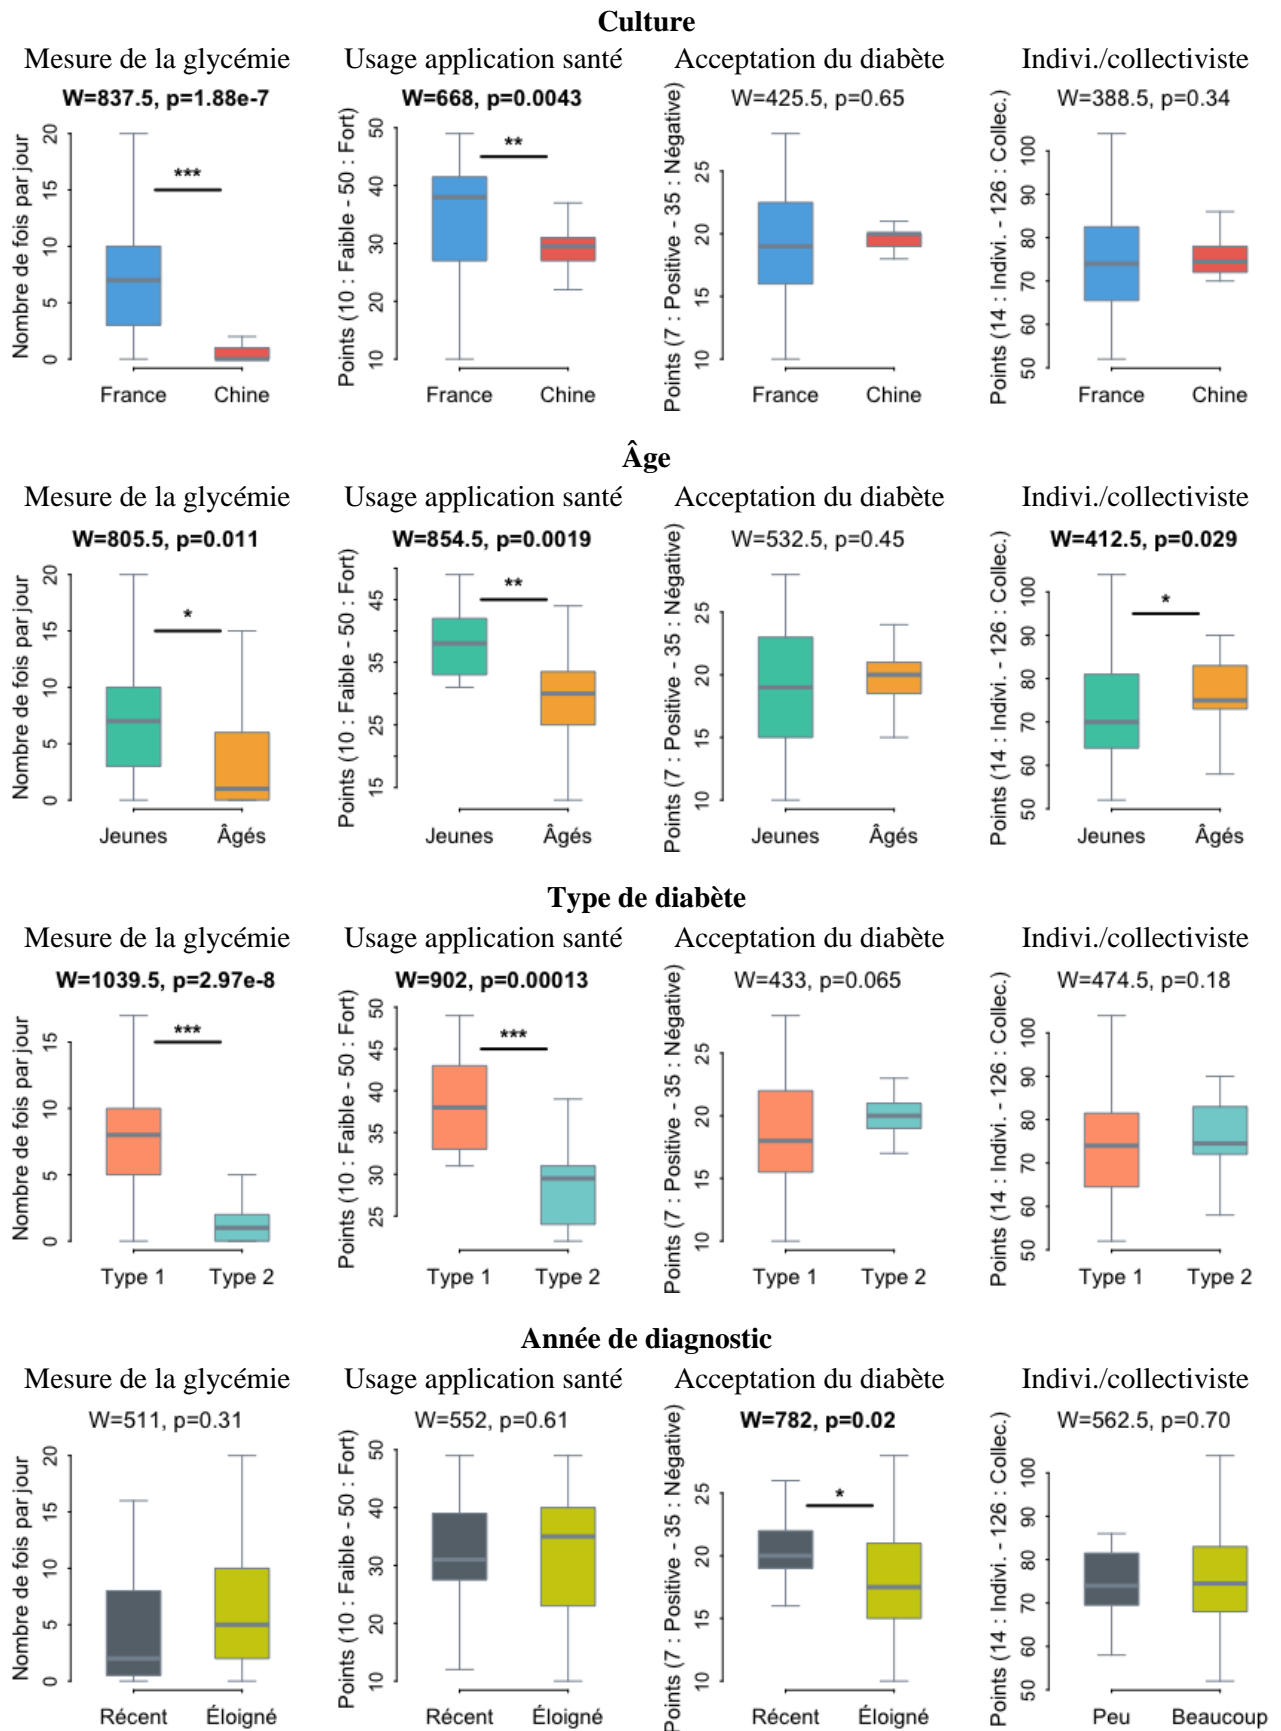 Culture
Mesure de la glycémie Usage application santé Acceptation du diabète Indivi./collectiviste
W=837.5, p=1.88e-7 W=668, p=0.0043 W=425.5, p=0.65 W=388.5, p=0.34
Nombre de fois par jour
0 5 10 15 20
***
France Chine
Points (10 : Faible - 50 : Fort)
10 20 30 40 50
**
France Chine
Points (7 : Positive - 35 : Négative)
10 15 20 25
France Chine
Points (14 : Indivi. - 126 : Collec.)
50 60 70 80 90 100
France Chine
Âge
Mesure de la glycémie Usage application santé Acceptation du diabète Indivi./collectiviste
W=805.5, p=0.011 W=854.5, p=0.0019 W=532.5, p=0.45 W=412.5, p=0.029
Nombre de fois par jour
0 5 10 15 20
*
Jeunes Âgés
Points (10 : Faible - 50 : Fort)
15 25 35 45
**
Jeunes Âgés
Points (7 : Positive - 35 : Négative)
10 15 20 25
Jeunes Âgés
Points (14 : Indivi. - 126 : Collec.)
50 60 70 80 90 100
*
Jeunes Âgés
Type de diabète
Mesure de la glycémie Usage application santé Acceptation du diabète Indivi./collectiviste
W=1039.5, p=2.97e-8 W=902, p=0.00013 W=433, p=0.065 W=474.5, p=0.18
Nombre de fois par jour
0 5 10 15
***
Type 1 Type 2
Points (10 : Faible - 50 : Fort)
25 30 35 40 45 50
***
Type 1 Type 2
Points (7 : Positive - 35 : Négative)
10 15 20 25
Type 1 Type 2
Points (14 : Indivi. - 126 : Collec.)
50 60 70 80 90 100
Type 1 Type 2
Année de diagnostic
Mesure de la glycémie Usage application santé Acceptation du diabète Indivi./collectiviste
W=511, p=0.31 W=552, p=0.61 W=782, p=0.02 W=562.5, p=0.70
Nombre de fois par jour
0 5 10 15 20
Récent Éloigné
Points (10 : Faible - 50 : Fort)
10 20 30 40 50
Récent Éloigné
Points (7 : Positive - 35 : Négative)
10 15 20 25
*
Récent Éloigné
Points (14 : Indivi. - 126 : Collec.)
50 60 70 80 90 100
Peu Beaucoup